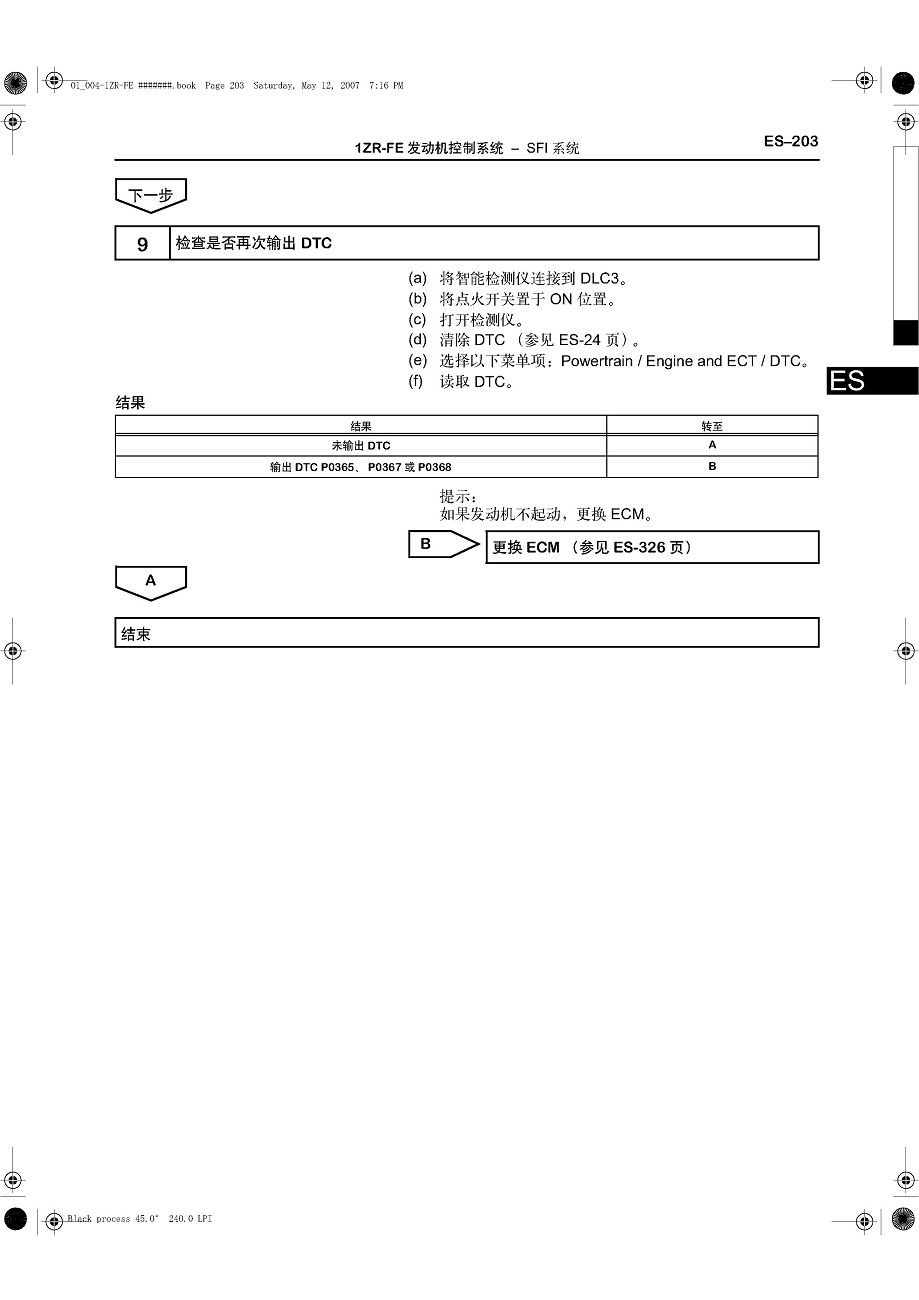 01_004-1ZR-FE #######.book Page 203 Saturday, May 12, 2007 7:16 PM
1ZR-FE 发动机控制系统 – SFI 系统
ES–203
下一步
9 检查是否再次输出 DTC
(a) 将智能检测仪连接到 DLC3。
(b) 将点火开关置于 ON 位置。
(c) 打开检测仪。
(d) 清除 DTC （参见 ES-24 页）。
(e) 选择以下菜单项：Powertrain / Engine and ECT / DTC。
(f) 读取 DTC。
ES
结果
结果 转至
未输出 DTC A
输出 DTC P0365、 P0367 或 P0368 B
提示：
如果发动机不起动，更换 ECM。
B 更换 ECM （参见 ES-326 页）
A
结束
Black process 45.0° 240.0 LPI